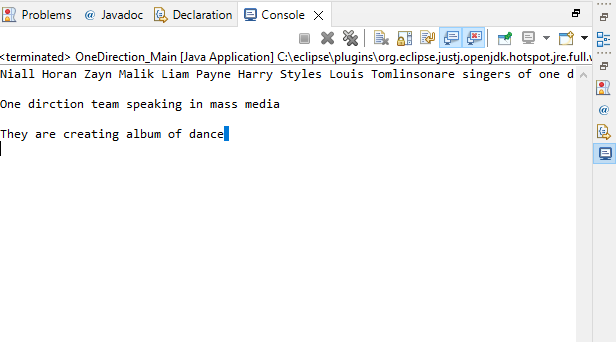 Problems @ Javadoc Declaration Console
<terminated> OneDirection_Main [Java Application] C:\eclipse\plugins\org.eclipse.justj.openjdk.hotspot.jre.full.
Niall Horan Zayn Malik Liam Payne Harry Styles Louis Tomlinsonare singers of one d
One dirction team speaking in mass media
They are creating album of dance